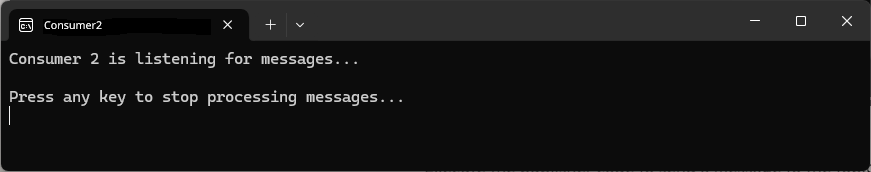 Consumer2
Consumer 2 is listening for messages...
Press any key to stop processing messages...